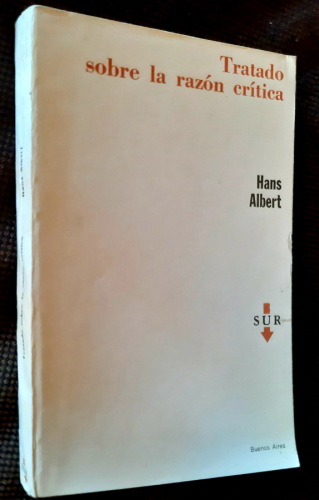 Tratado
sobre la razón crítica
Hans
Albert
SUR
Buenos Aires